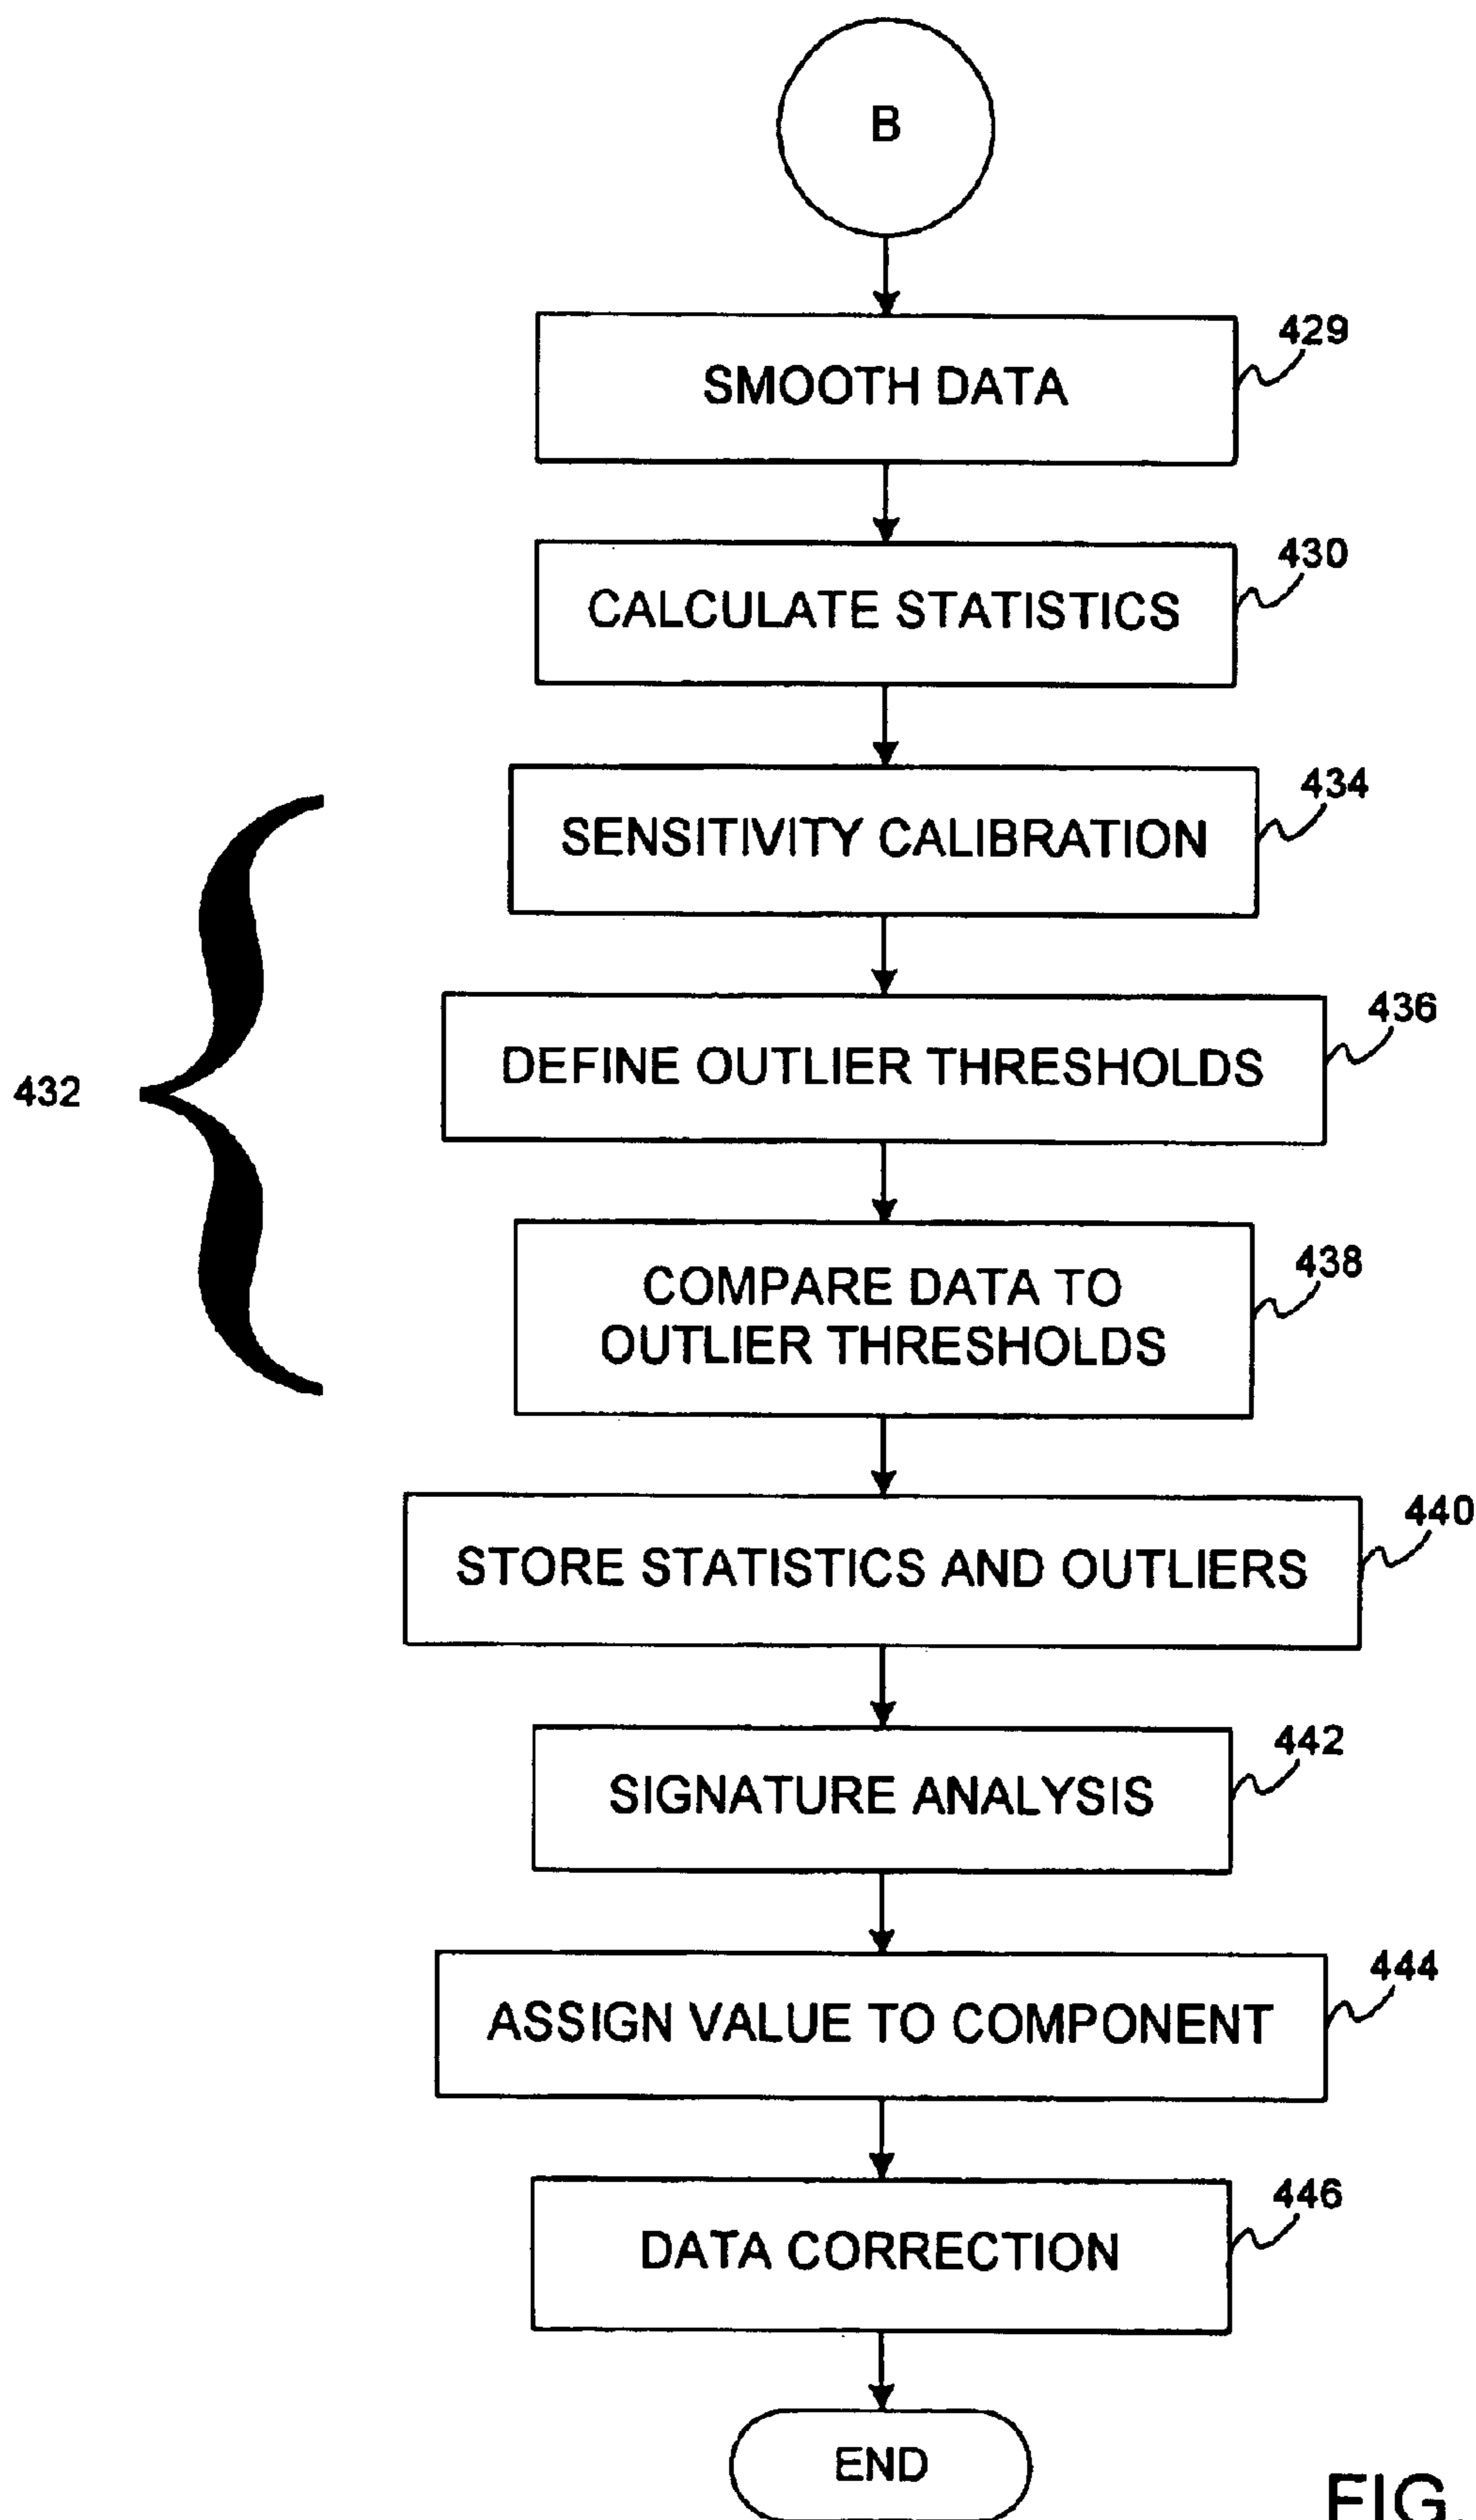 B
SMOOTH DATA
429
CALCULATE STATISTICS
430
SENSITIVITY CALIBRATION
434
DEFINE OUTLIER THRESHOLDS
436
432
COMPARE DATA TO
OUTLIER THRESHOLDS
438
STORE STATISTICS AND OUTLIERS
440
SIGNATURE ANALYSIS
442
ASSIGN VALUE TO COMPONENT
444
DATA CORRECTION
446
END
FIG.